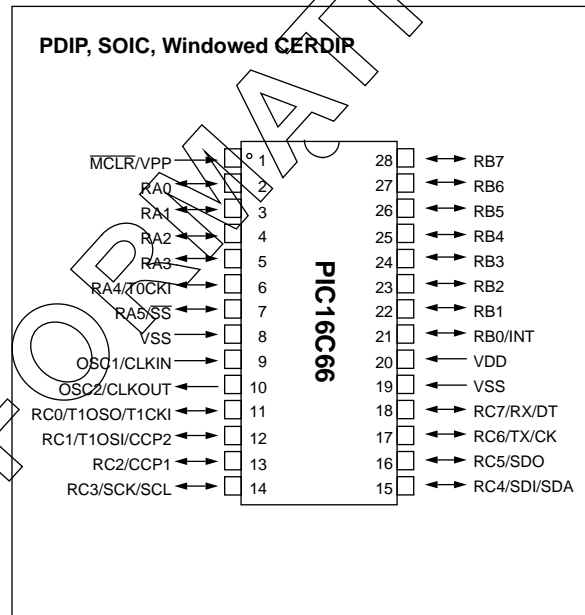 PDIP, SOIC, Windowed CERDIP
MCLR/VPP 1 28 RB7
RA0 2 27 RB6
RA1 3 26 RB5
RA2 4 25 RB4
RA3 5 24 RB3
RA4/T0CKI 6 23 RB2
RA5/SS 7 22 RB1
VSS 8 21 RB0/INT
OSC1/CLKIN 9 20 VDD
OSC2/CLKOUT 10 19 VSS
RC0/T1OSO/T1CKI 11 18 RC7/RX/DT
RC1/T1OSI/CCP2 12 17 RC6/TX/CK
RC2/CCP1 13 16 RC5/SDO
RC3/SCK/SCL 14 15 RC4/SDI/SDA
PIC16C66